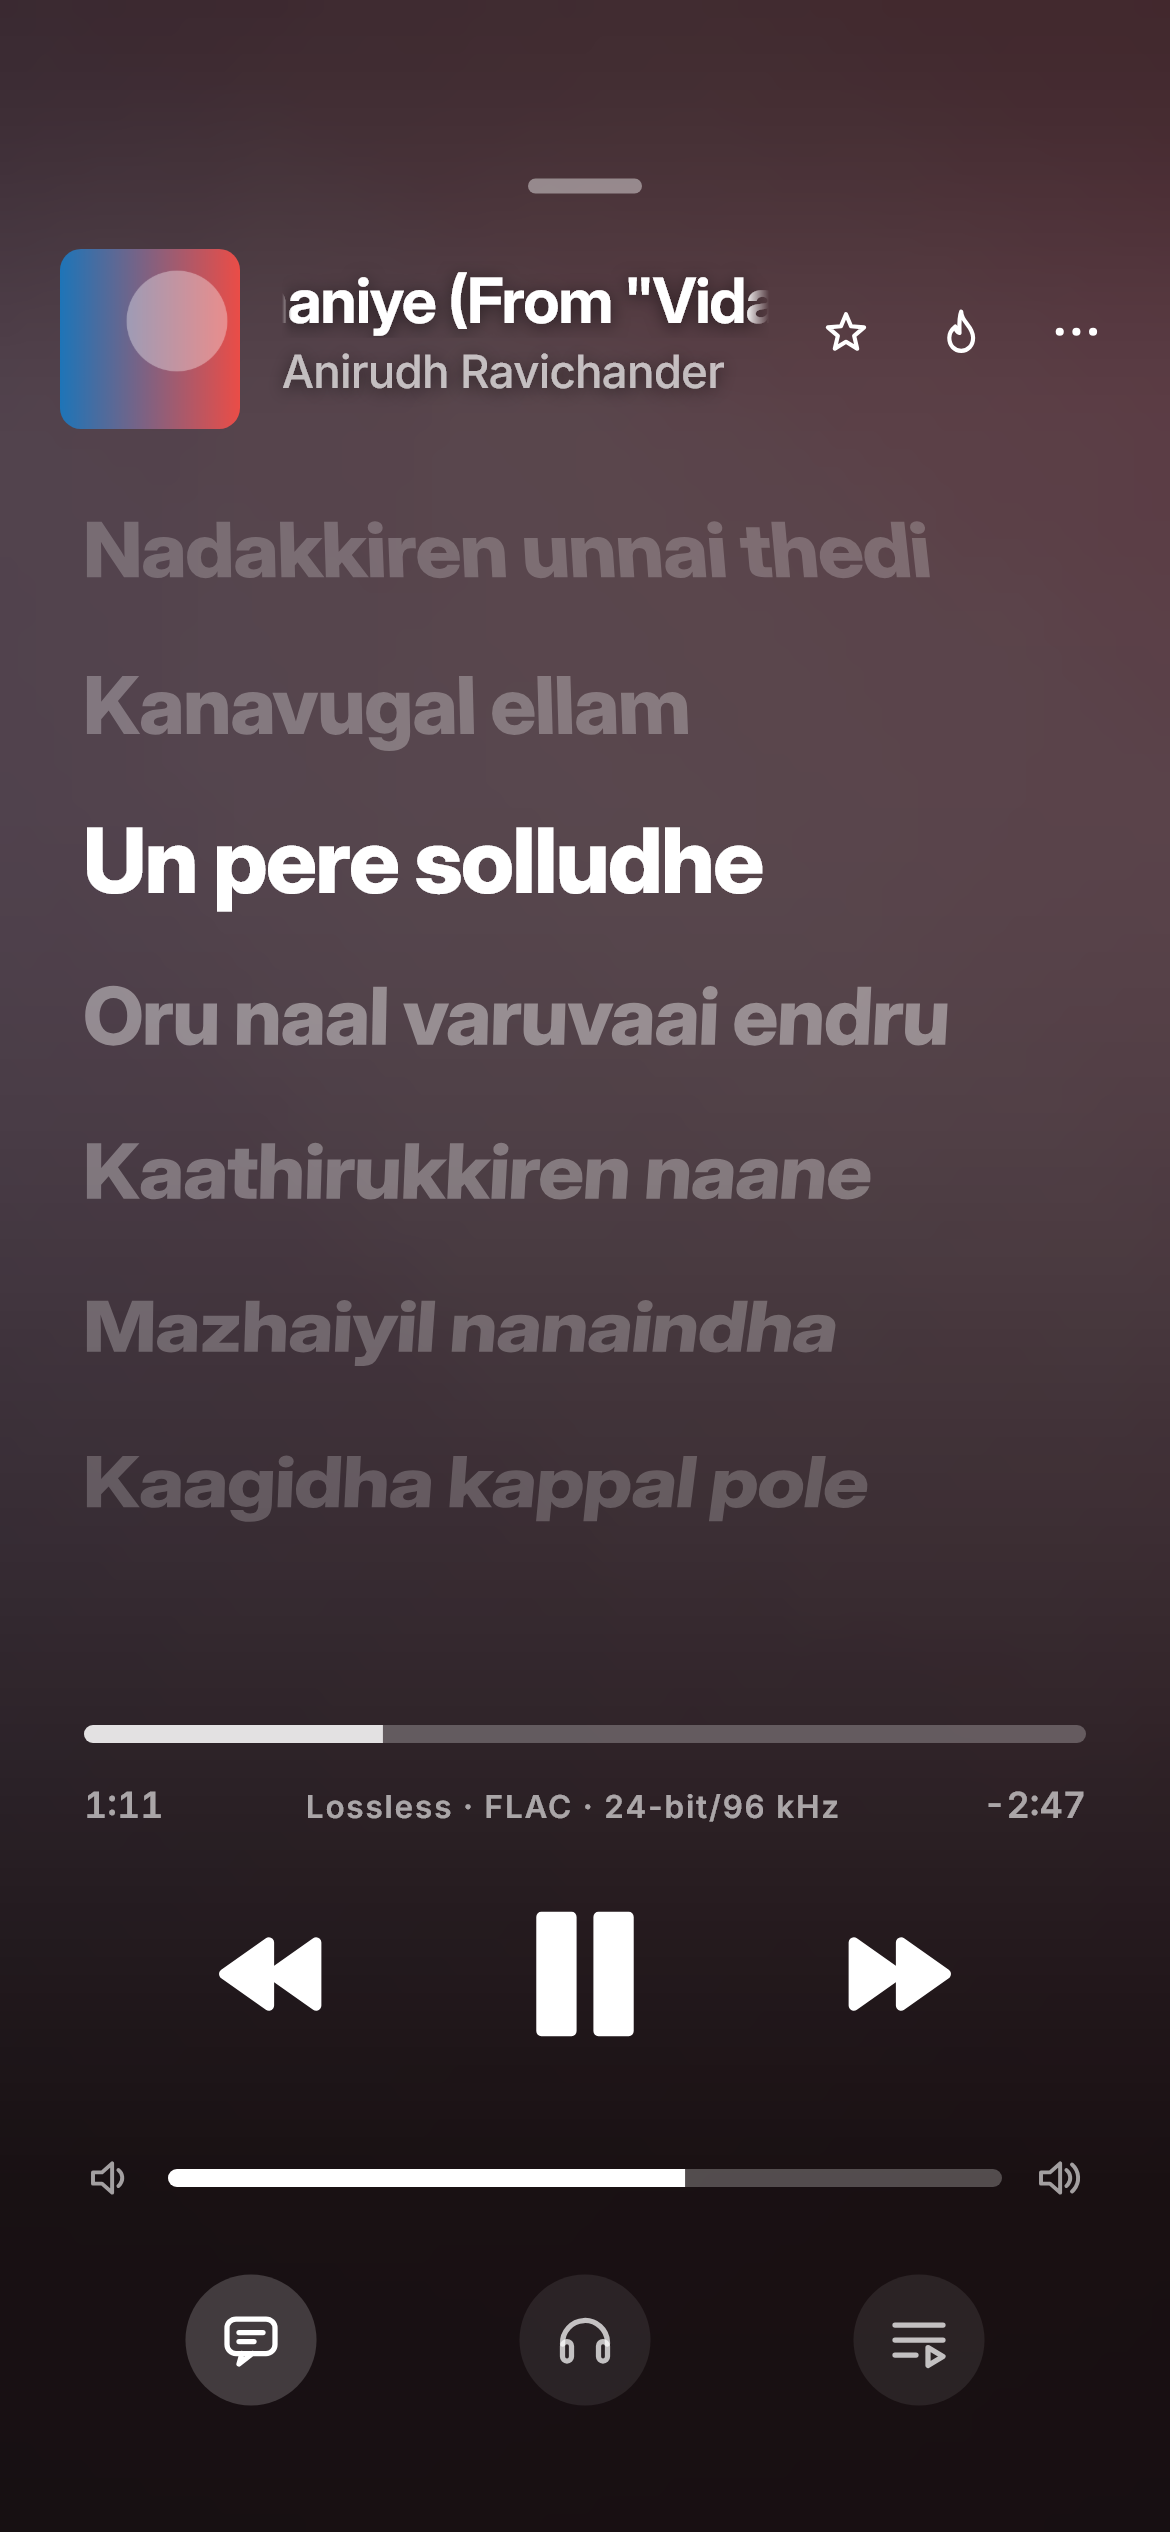 aniye (From "Vida
Anirudh Ravichander
Nadakkiren unnai thedi
Kanavugal ellam
Un pere solludhe
Oru naal varuvaai endru
Kaathirukkiren naane
Mazhaiyil nanaindha
Kaagidha kappal pole
1:11
Lossless · FLAC · 24-bit/96 kHz
-2:47